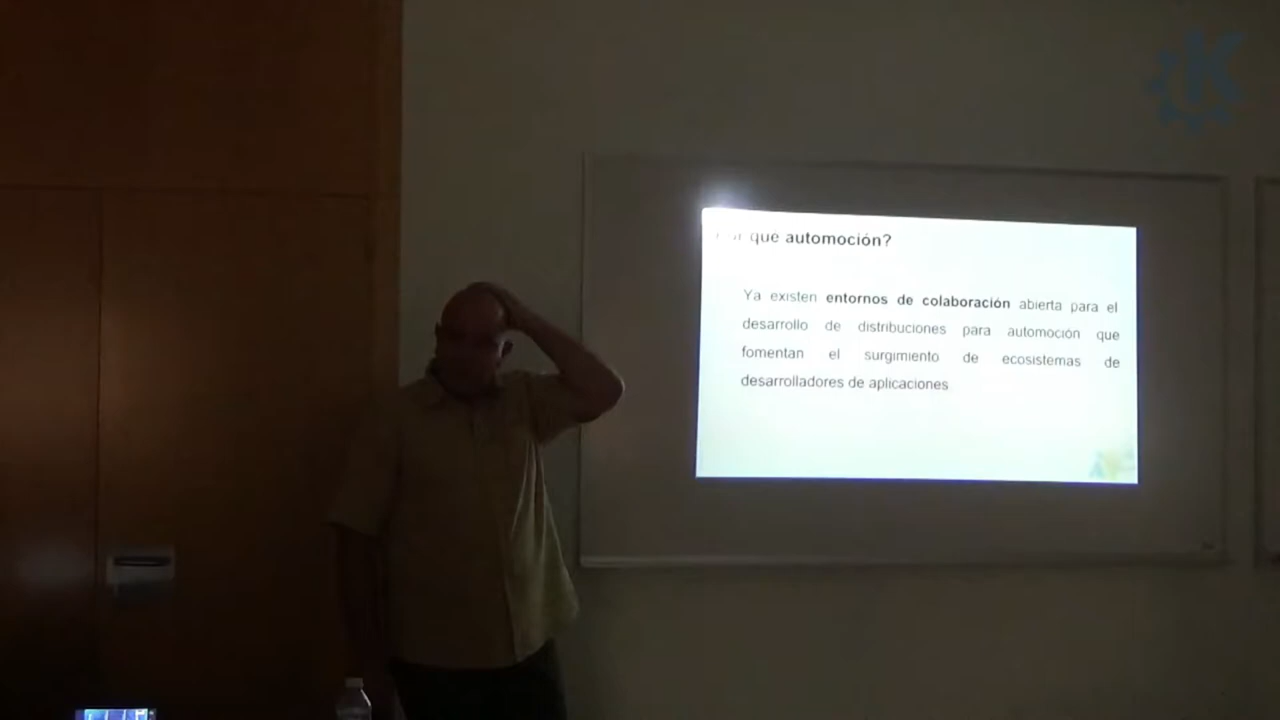 que automoción?
Ya existen entornos de colaboración abierta para el
desarrollo de distribuciones para automoción que
fomentan el surgimiento de ecosistemas de
desarrolladores de aplicaciones
K